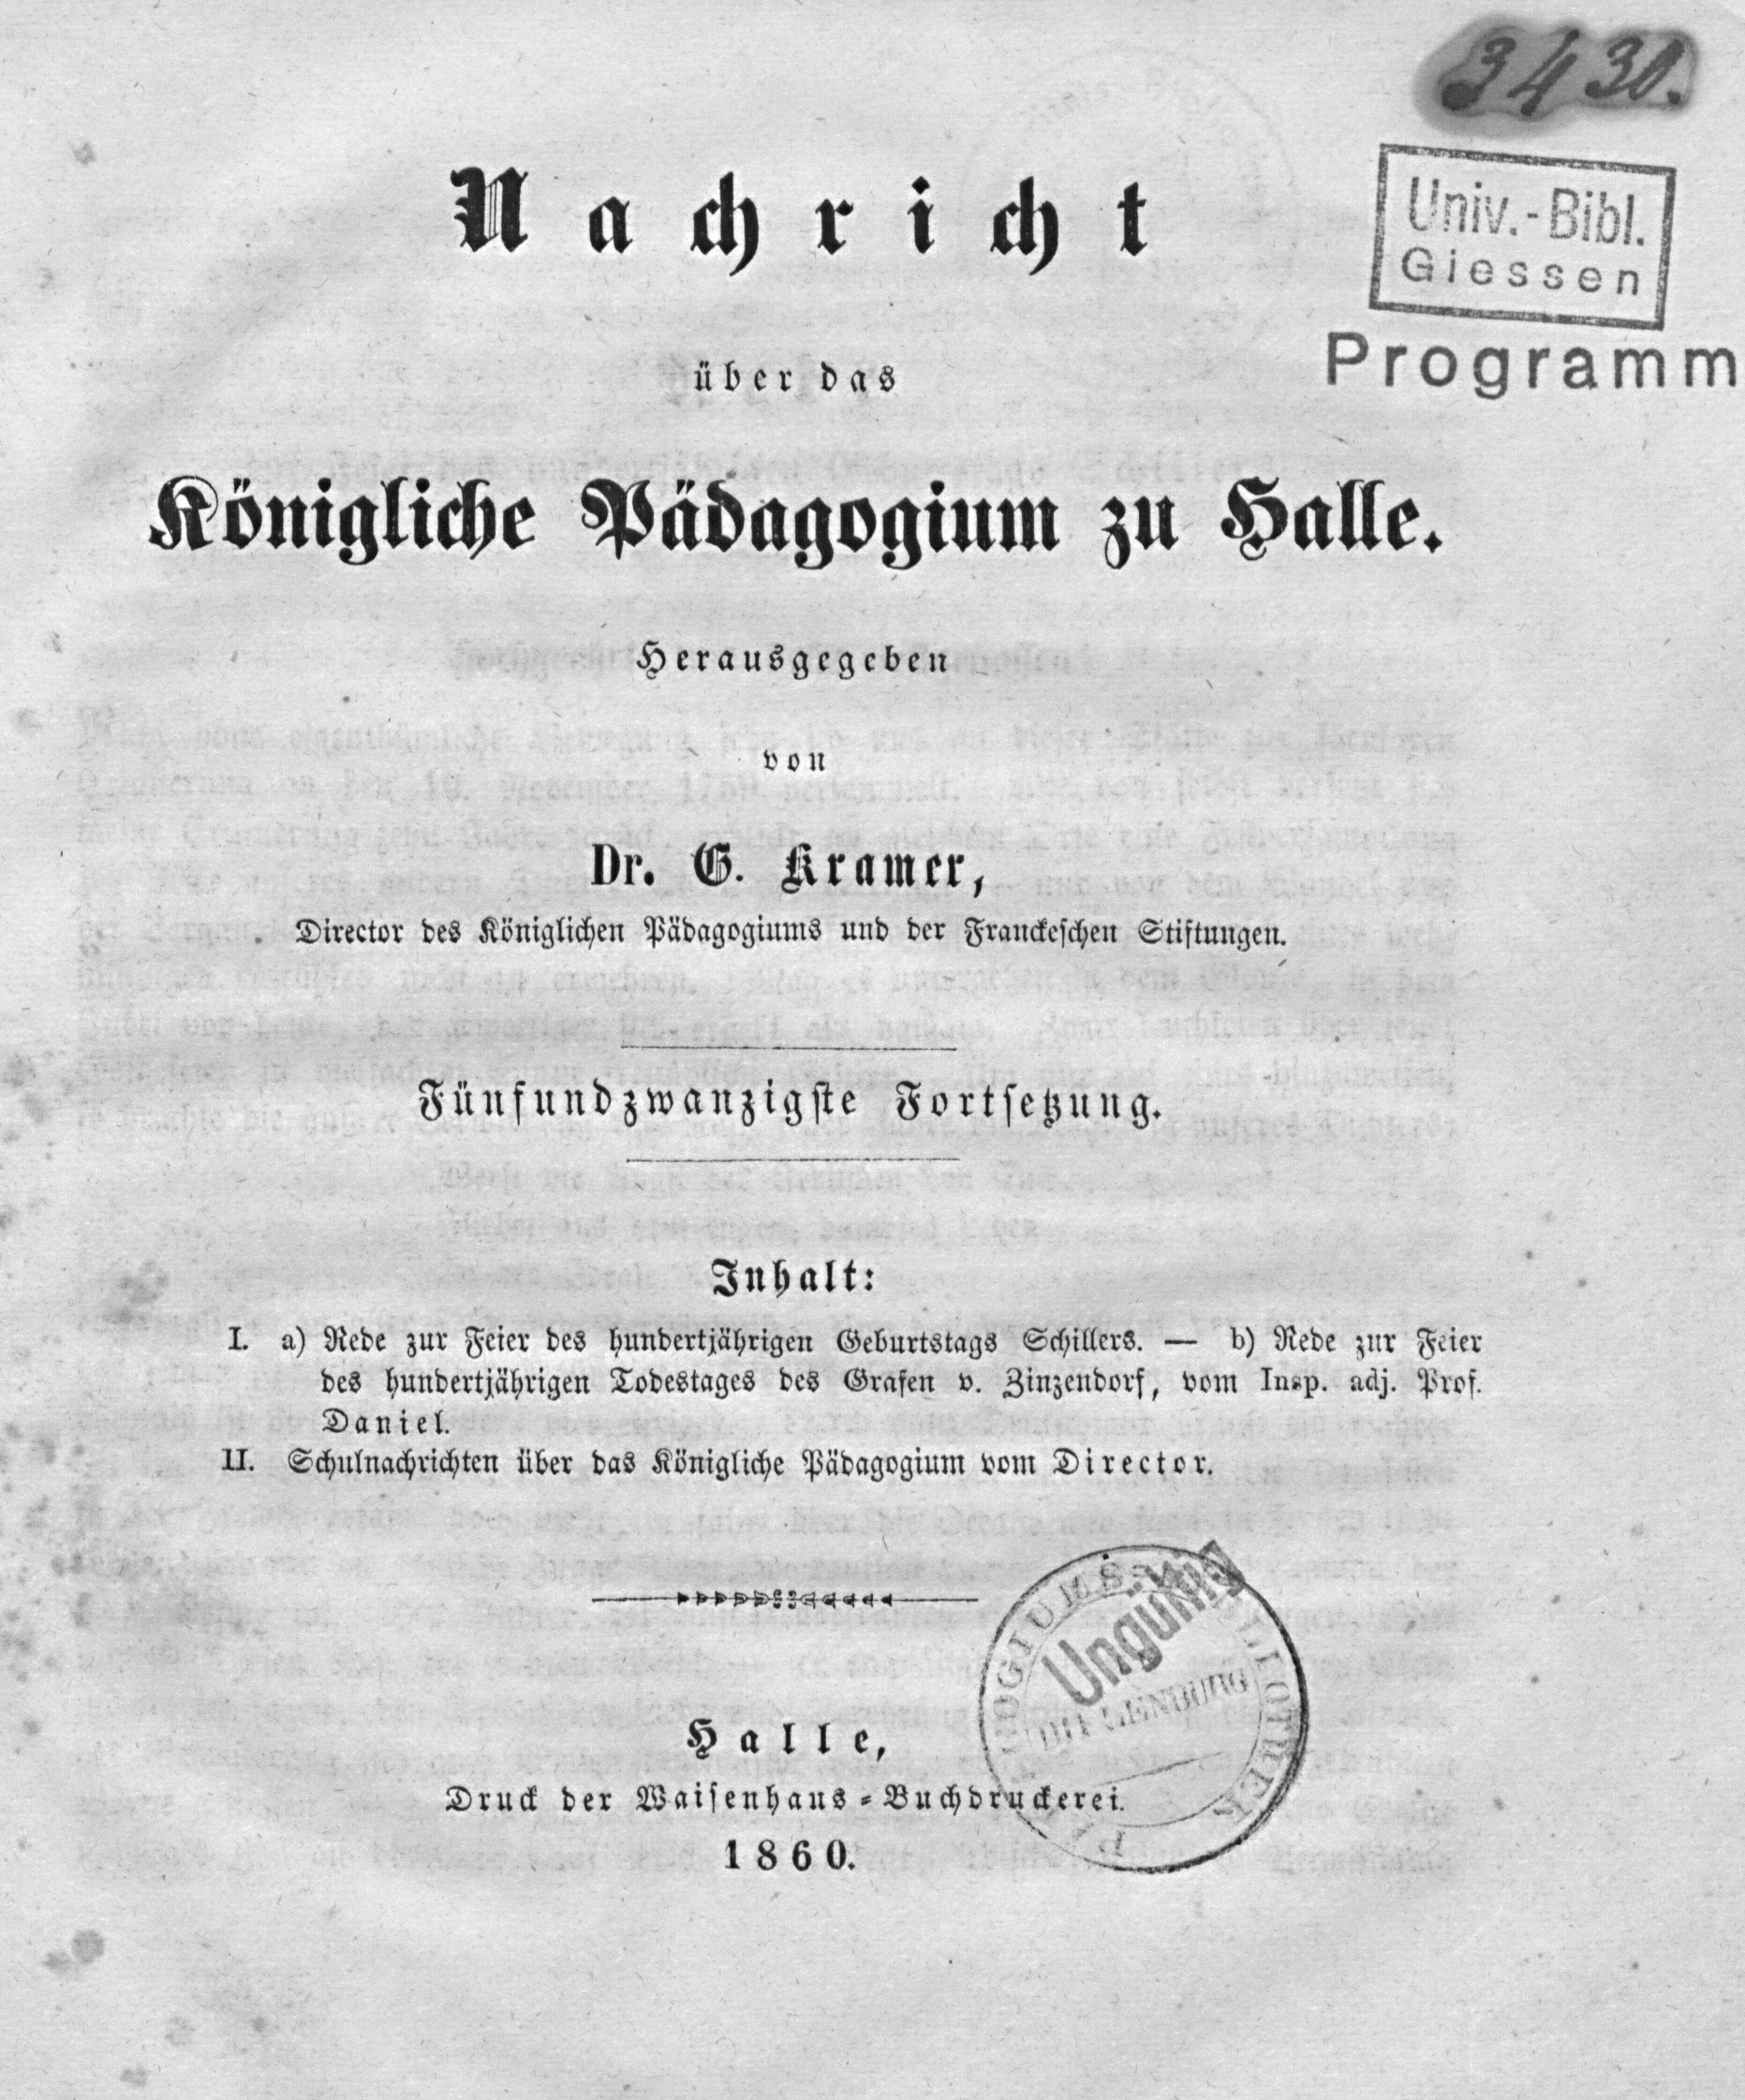 3430.
Univ.-Bibl.
Giessen
Programm
Nachricht
über das
Königliche Pädagogium zu Halle.
Herausgegeben
von
Dr. G. Kramer,
Director des Königlichen Pädagogiums und der Franckeschen Stiftungen.
Fünfundzwanzigste Fortsetzung.
Inhalt:
I. a) Rede zur Feier des hundertjährigen Geburtstags Schillers. — b) Rede zur Feier
des hundertjährigen Todestages des Grafen v. Zinzendorf, vom Insp. adj. Prof.
Daniel.
II. Schulnachrichten über das Königliche Pädagogium vom Director.
Ungültig
Halle,
Druck der Waisenhaus-Buchdruckerei.
1860.